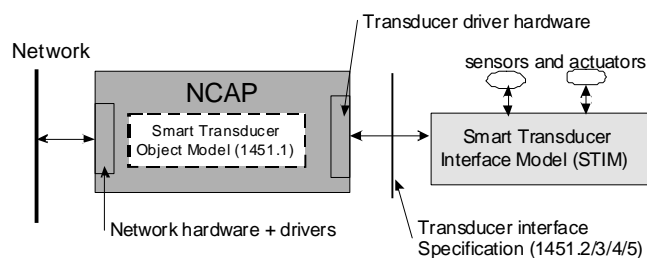 Transducer driver hardware
Network
sensors and actuators
NCAP
Smart Transducer
Object Model (1451.1)
Smart Transducer
Interface Model (STIM)
Network hardware + drivers
Transducer interface
Specification (1451.2/3/4/5)